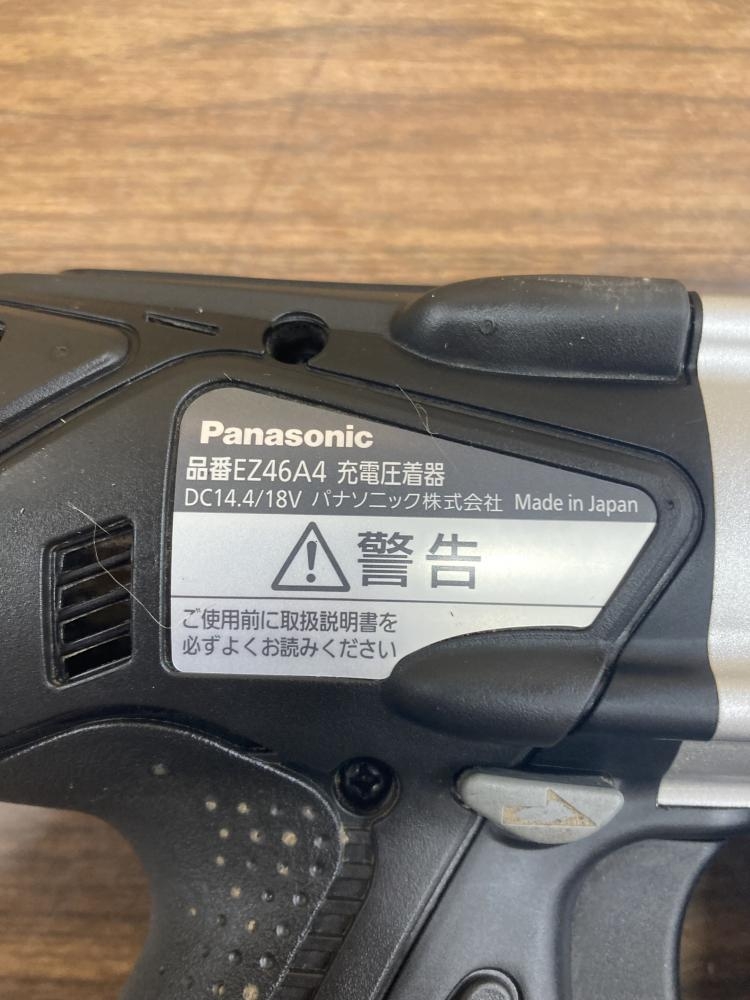 Panasonic
品番EZ46A4 充電圧着器
DC14.4/18V パナソニック株式会社 Made in Japan
警告
ご使用前に取扱説明書を
必ずよくお読みください